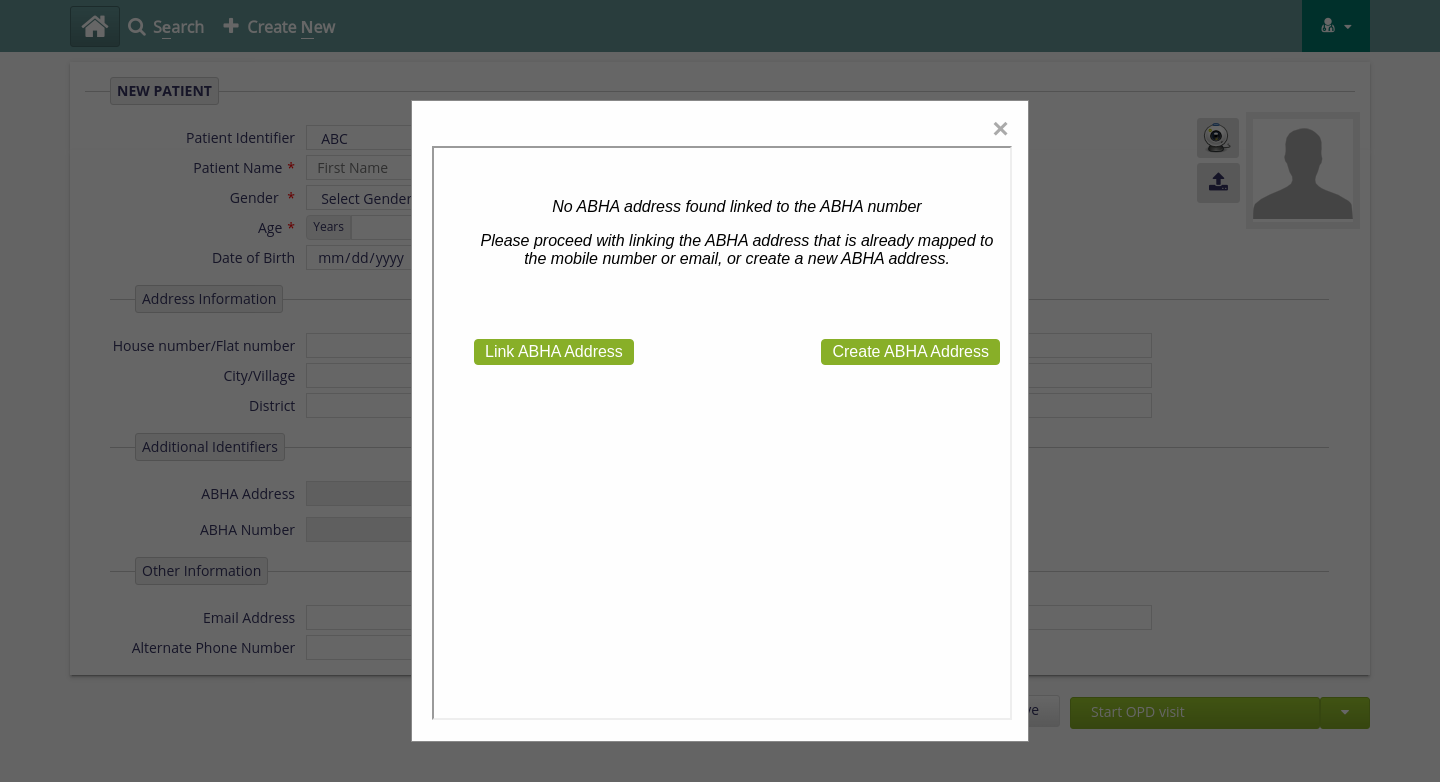 Search
Create New
NEW PATIENT
Patient Identifier
ABC
Patient Name *
First Name
Gender *
Select Gender
Age *
Years
Date of Birth
mm/dd/yyyy
Address Information
House number/Flat number
City/Village
District
Additional Identifiers
ABHA Address
ABHA Number
Other Information
Email Address
Alternate Phone Number
×
No ABHA address found linked to the ABHA number
Please proceed with linking the ABHA address that is already mapped to
the mobile number or email, or create a new ABHA address.
Link ABHA Address
Create ABHA Address
Start OPD visit